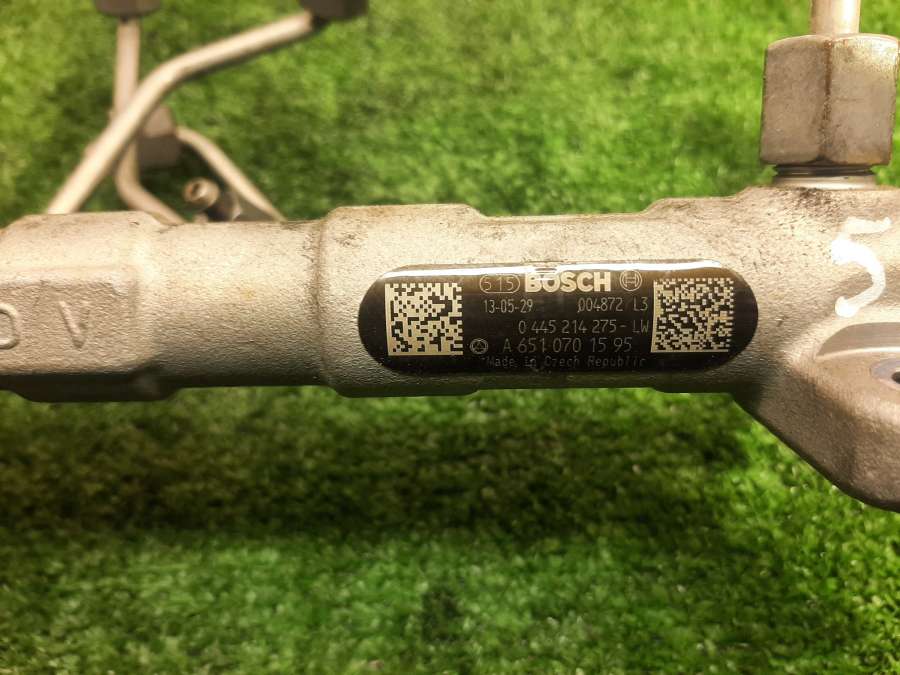 615 BOSCH
13-05-29 004872 L3
0 445 214 275-LW
A 651 070 15 95
Made in Czech Republic
5